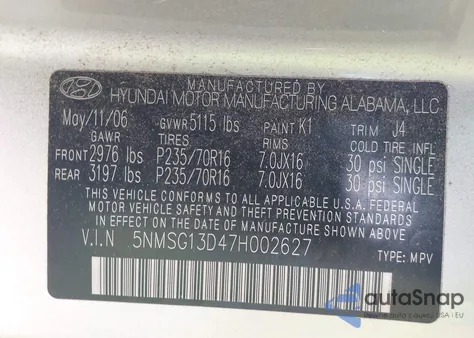 MANUFACTURED BY
HYUNDAI MOTOR MANUFACTURING ALABAMA, LLC
May/11/06 GVWR 5115 lbs PAINT K1 TRIM J4
GAWR TIRES RIMS COLD TIRE INFL
FRONT 2976 lbs P235/70R16 7.0JX16 30 psi SINGLE
REAR 3197 lbs P235/70R16 7.0JX16 30 psi SINGLE
THIS VEHICLE CONFORMS TO ALL APPLICABLE U.S.A. FEDERAL
MOTOR VEHICLE SAFETY, BUMPER, AND THEFT PREVENTION STANDARDS
IN EFFECT ON THE DATE OF MANUFACTURE SHOWN ABOVE.
V.I.N 5NMSG13D47H002627
TYPE: MPV
autoSnap
USA | EU